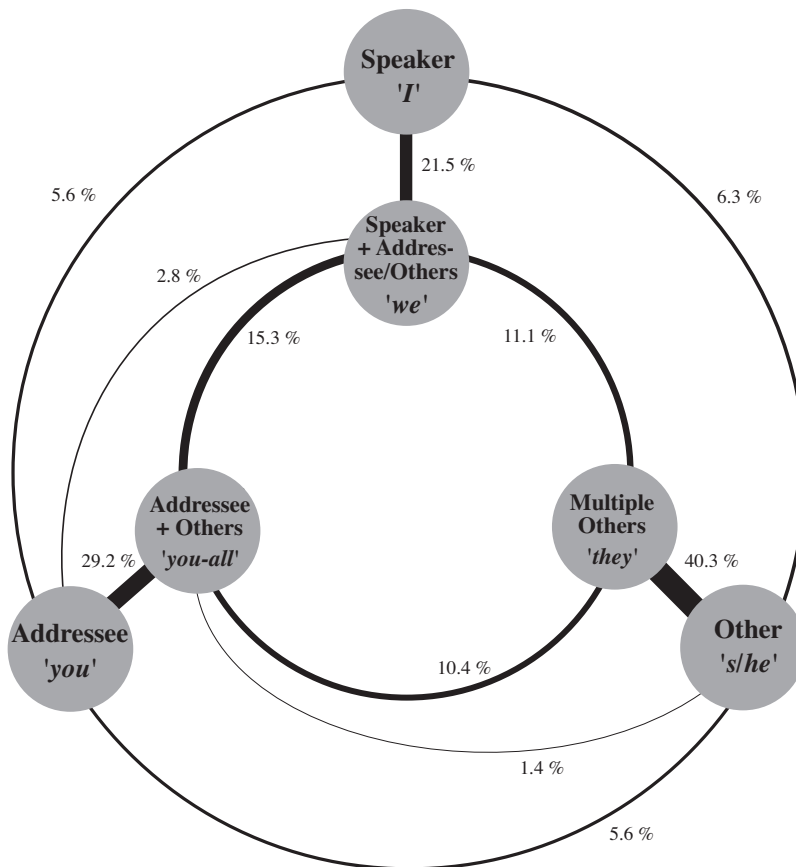 Speaker
'I'
21.5 %
5.6 %
6.3 %
Speaker
+ Addres-
see/Others
'we'
2.8 %
15.3 %
11.1 %
Addressee
+ Others
'you-all'
Multiple
Others
'they'
29.2 %
40.3 %
Addressee
'you'
Other
's/he'
10.4 %
1.4 %
5.6 %